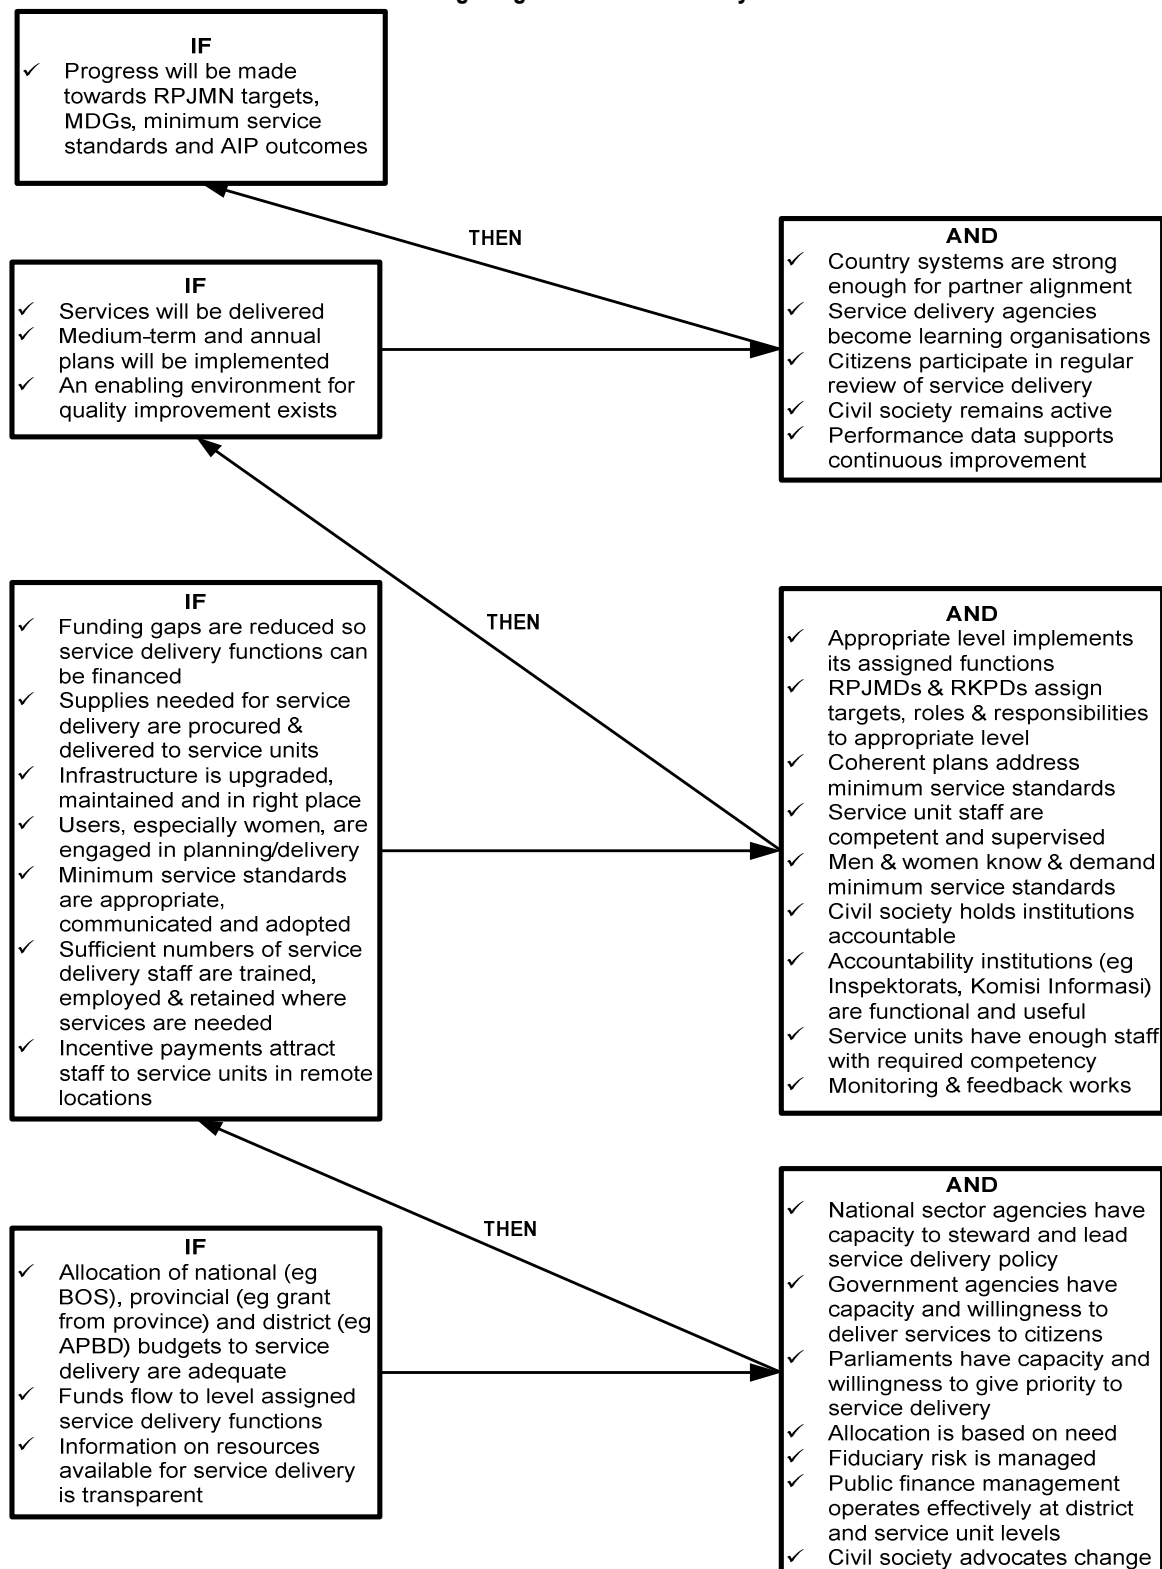 IF
✓ Progress will be made
towards RPJMN targets,
MDGs, minimum service
standards and AIP outcomes
THEN
AND
✓ Country systems are strong
enough for partner alignment
✓ Service delivery agencies
become learning organisations
✓ Citizens participate in regular
review of service delivery
✓ Civil society remains active
✓ Performance data supports
continuous improvement
IF
✓ Services will be delivered
✓ Medium-term and annual
plans will be implemented
✓ An enabling environment for
quality improvement exists
THEN
IF
✓ Funding gaps are reduced so
service delivery functions can
be financed
✓ Supplies needed for service
delivery are procured &
delivered to service units
✓ Infrastructure is upgraded,
maintained and in right place
✓ Users, especially women, are
engaged in planning/delivery
✓ Minimum service standards
are appropriate,
communicated and adopted
✓ Sufficient numbers of service
delivery staff are trained,
employed & retained where
services are needed
✓ Incentive payments attract
staff to service units in remote
locations
AND
✓ Appropriate level implements
its assigned functions
✓ RPJMDs & RKPDs assign
targets, roles & responsibilities
to appropriate level
✓ Coherent plans address
minimum service standards
✓ Service unit staff are
competent and supervised
✓ Men & women know & demand
minimum service standards
✓ Civil society holds institutions
accountable
✓ Accountability institutions (eg
Inspektorats, Komisi Informasi)
are functional and useful
✓ Service units have enough staff
with required competency
✓ Monitoring & feedback works
THEN
IF
✓ Allocation of national (eg
BOS), provincial (eg grant
from province) and district (eg
APBD) budgets to service
delivery are adequate
✓ Funds flow to level assigned
service delivery functions
✓ Information on resources
available for service delivery
is transparent
AND
✓ National sector agencies have
capacity to steward and lead
service delivery policy
✓ Government agencies have
capacity and willingness to
deliver services to citizens
✓ Parliaments have capacity and
willingness to give priority to
service delivery
✓ Allocation is based on need
✓ Fiduciary risk is managed
✓ Public finance management
operates effectively at district
and service unit levels
✓ Civil society advocates change